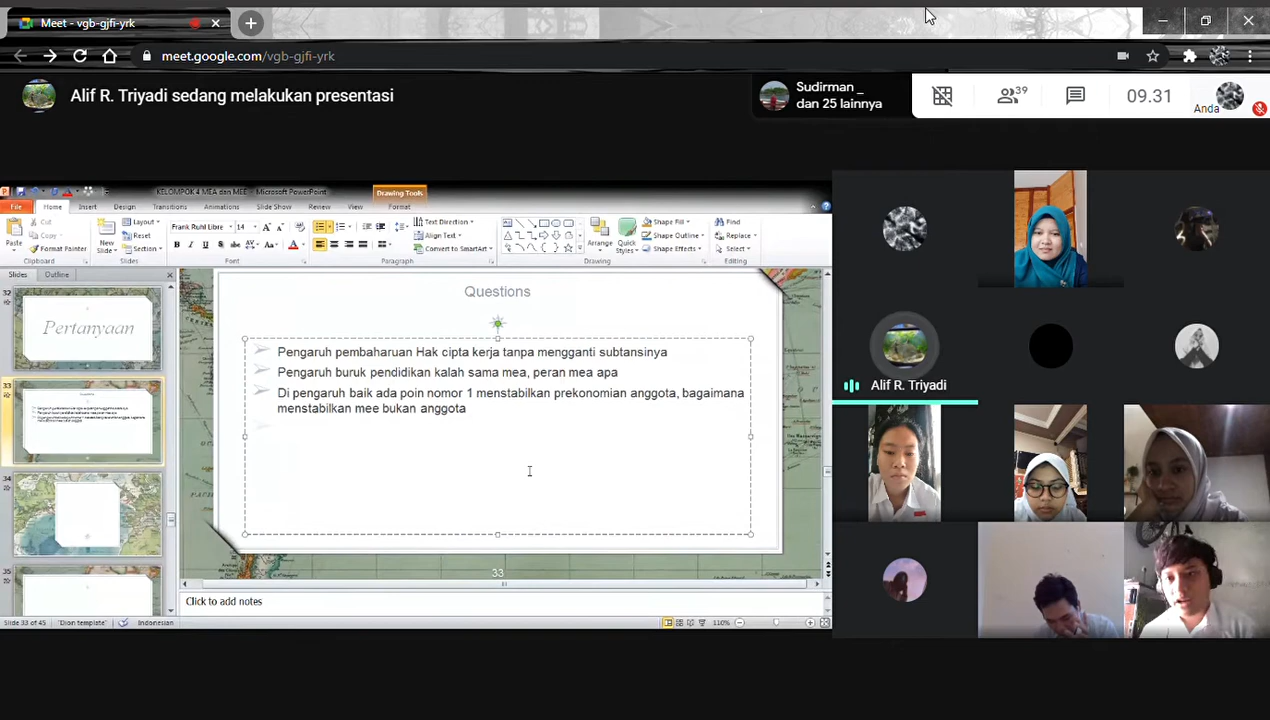 Meet - vgb-gjfi-yrk
meet.google.com/vgb-gjfi-yrk
Alif R. Triyadi sedang melakukan presentasi
Sudirman _
dan 25 lainnya
39
09.31
Anda
KELOMPOK 4 MEA dan MEE - Microsoft PowerPoint
Drawing Tools
File Home Insert Design Transitions Animations Slide Show Review View Format
Paste
Cut
Copy
Format Painter
Clipboard
New
Slide
Layout
Reset
Section
Slides
Frank Ruhl Libre
14
Font
Text Direction
Align Text
Convert to SmartArt
Paragraph
Arrange
Quick
Styles
Shape Fill
Shape Outline
Shape Effects
Drawing
Find
Replace
Select
Editing
Slides Outline
32
Pertanyaan
33
34
35
Questions
Pengaruh pembaharuan Hak cipta kerja tanpa mengganti subtansinya
Pengaruh buruk pendidikan kalah sama mea, peran mea apa
Di pengaruh baik ada poin nomor 1 menstabilkan prekonomian anggota, bagaimana
menstabilkan mee bukan anggota
33
Click to add notes
Slide 33 of 45
"Dion template"
Indonesian
110%
Alif R. Triyadi